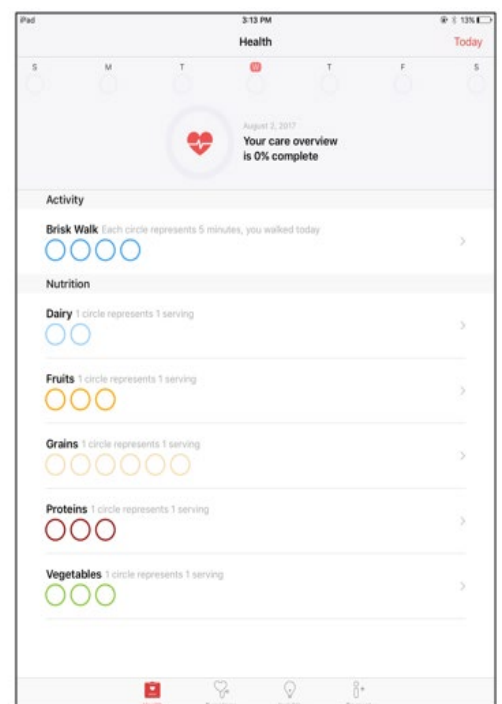 iPad 3:13 PM 13%
Health Today
S M T W T F S
August 2, 2017
Your care overview
is 0% complete
Activity
Brisk Walk Each circle represents 5 minutes, you walked today
Nutrition
Dairy 1 circle represents 1 serving
Fruits 1 circle represents 1 serving
Grains 1 circle represents 1 serving
Proteins 1 circle represents 1 serving
Vegetables 1 circle represents 1 serving